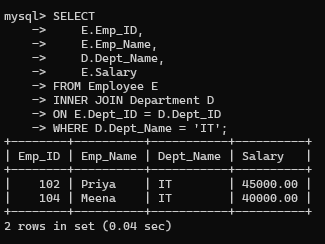 mysql> SELECT
    ->     E.Emp_ID,
    ->     E.Emp_Name,
    ->     D.Dept_Name,
    ->     E.Salary
    -> FROM Employee E
    -> INNER JOIN Department D
    -> ON E.Dept_ID = D.Dept_ID
    -> WHERE D.Dept_Name = 'IT';
+--------+----------+-----------+----------+
| Emp_ID | Emp_Name | Dept_Name | Salary   |
+--------+----------+-----------+----------+
|    102 | Priya    | IT        | 45000.00 |
|    104 | Meena    | IT        | 40000.00 |
+--------+----------+-----------+----------+
2 rows in set (0.04 sec)